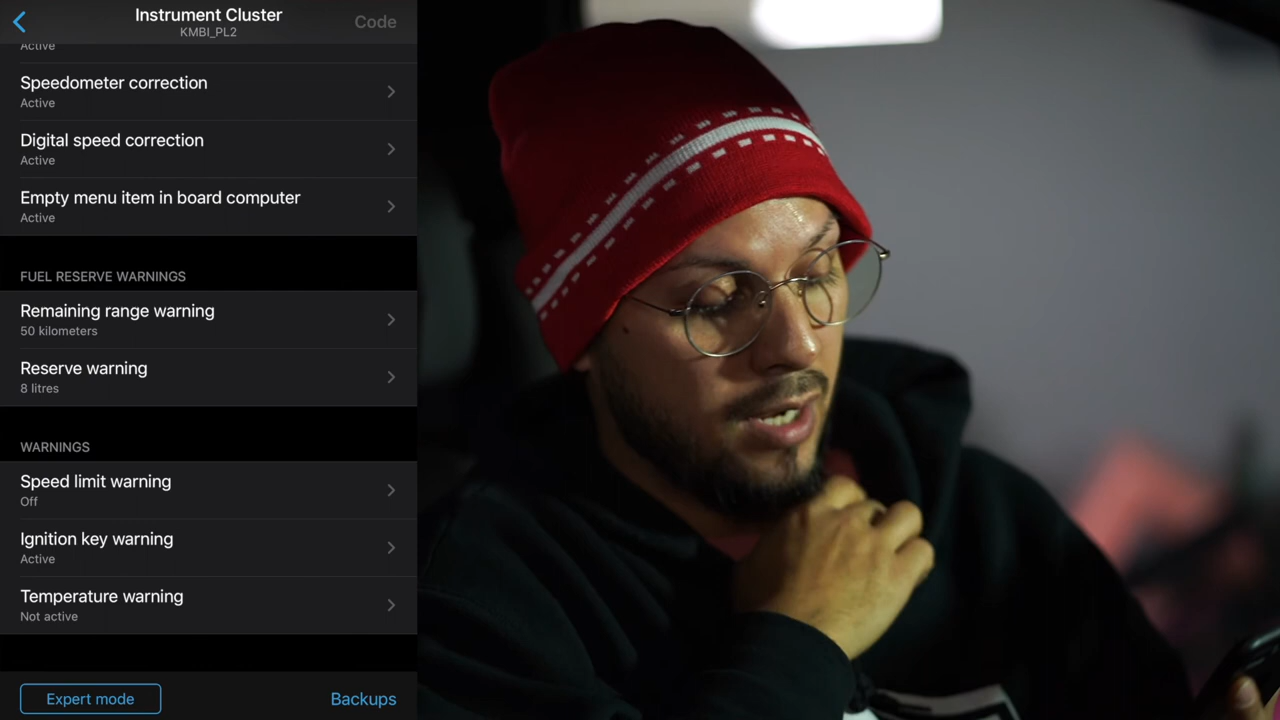 Instrument Cluster
KMBI_PL2
Code
Active
Speedometer correction
Active
Digital speed correction
Active
Empty menu item in board computer
Active
FUEL RESERVE WARNINGS
Remaining range warning
50 kilometers
Reserve warning
8 litres
WARNINGS
Speed limit warning
Off
Ignition key warning
Active
Temperature warning
Not active
Expert mode
Backups